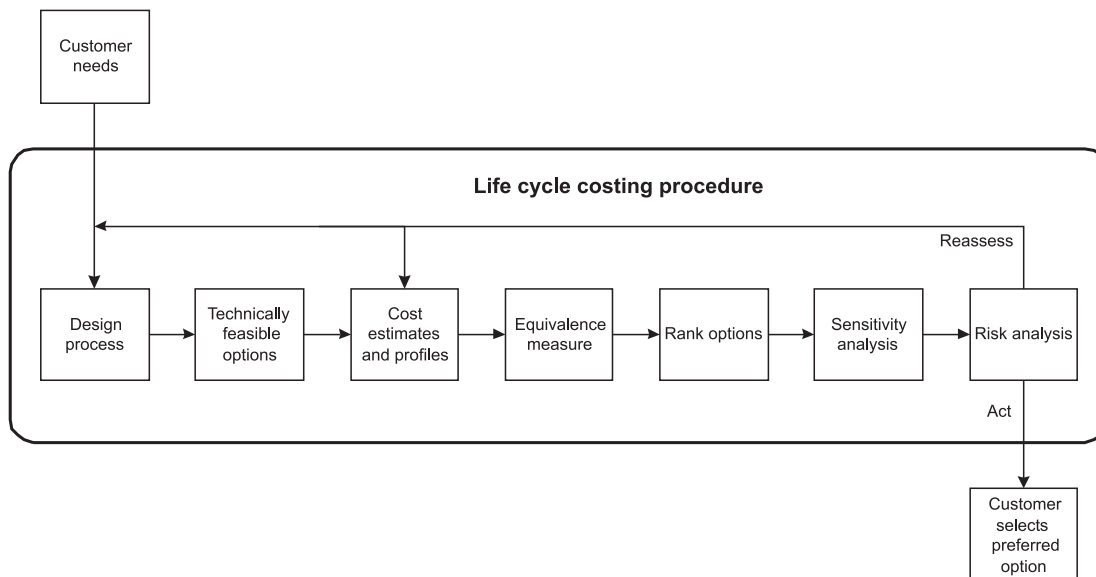 Customer
needs
Life cycle costing procedure
Reassess
Design
process
Technically
feasible
options
Cost
estimates
and profiles
Equivalence
measure
Rank options
Sensitivity
analysis
Risk analysis
Act
Customer
selects
preferred
option